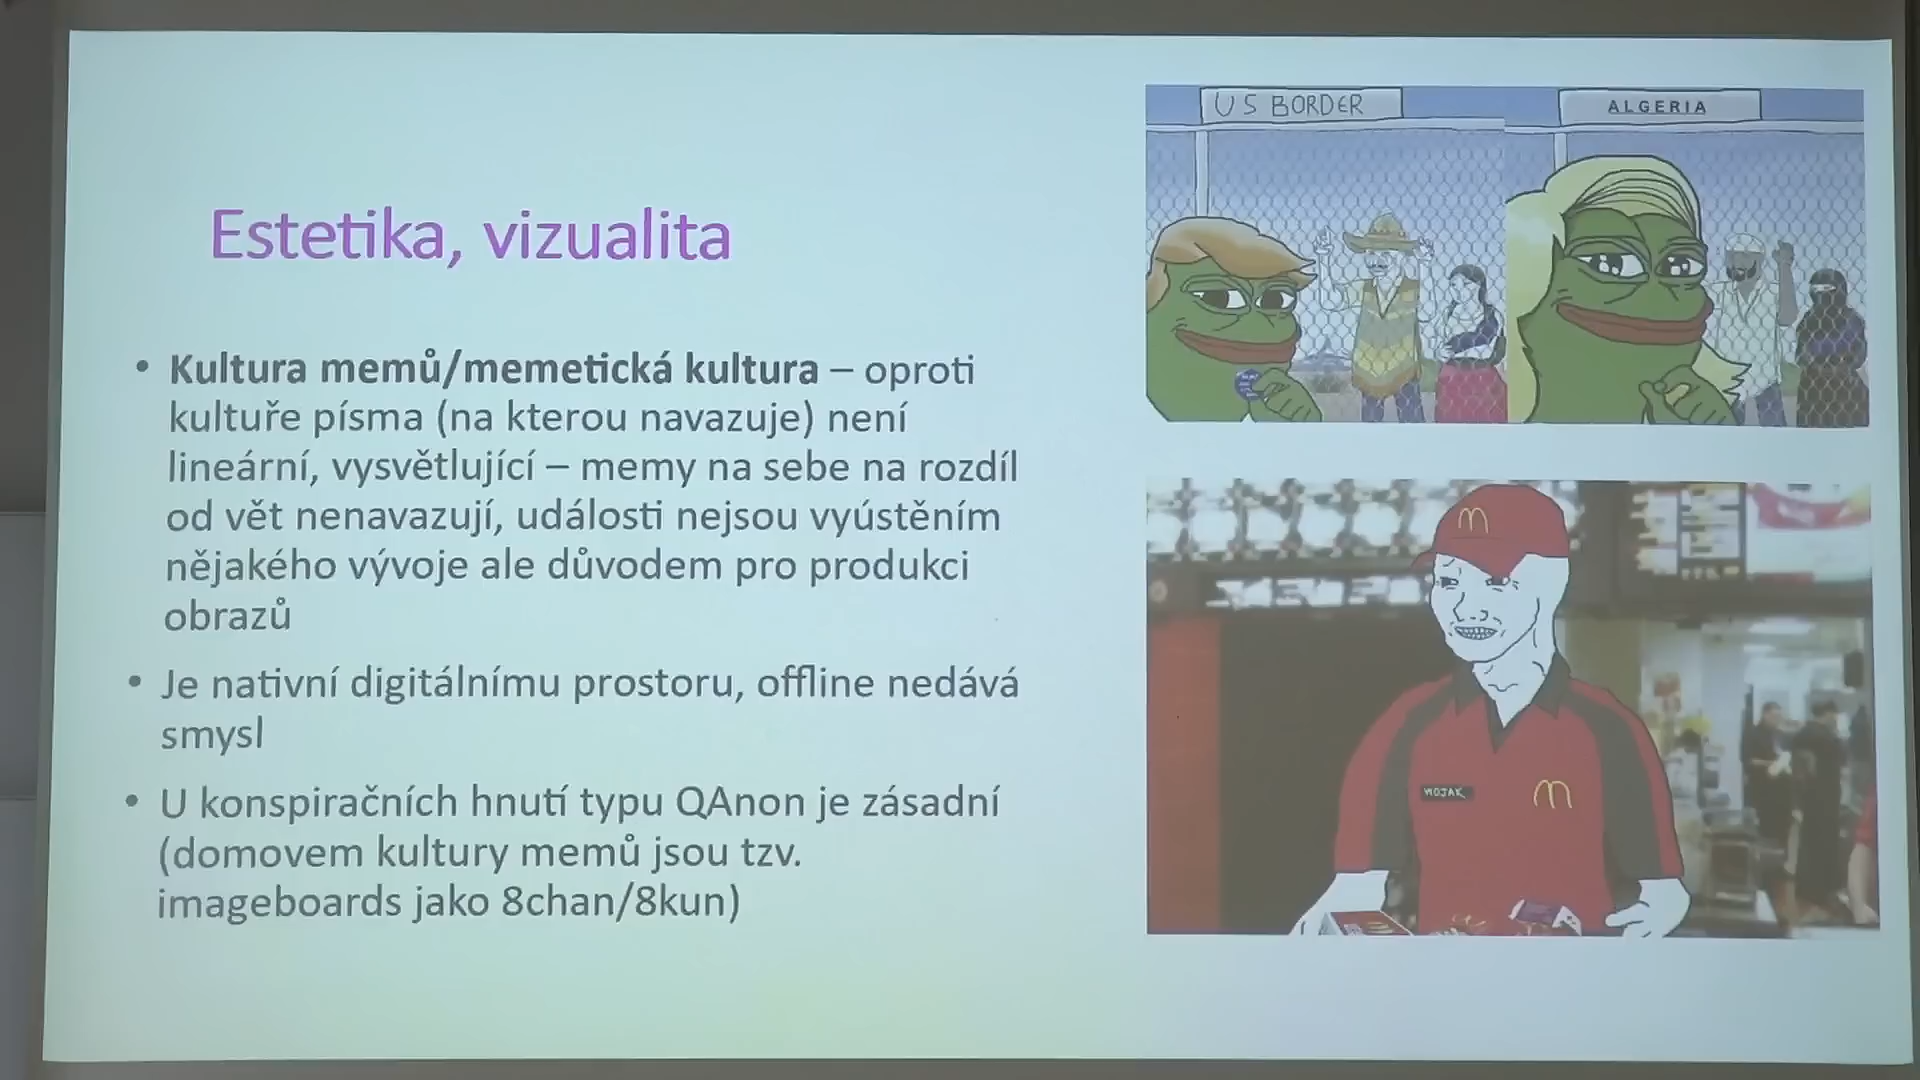 Estetika, vizualita
• Kultura memů/memetická kultura – oproti
kultuře písma (na kterou navazuje) není
lineární, vysvětlující – memy na sebe na rozdíl
od vět nenavazují, události nejsou vyústěním
nějakého vývoje ale důvodem pro produkci
obrazů
• Je nativní digitálnímu prostoru, offline nedává
smysl
• U konspiračních hnutí typu QAnon je zásadní
(domovem kultury memů jsou tzv.
imageboards jako 8chan/8kun)
US BORDER
ALGERIA
WOJAK